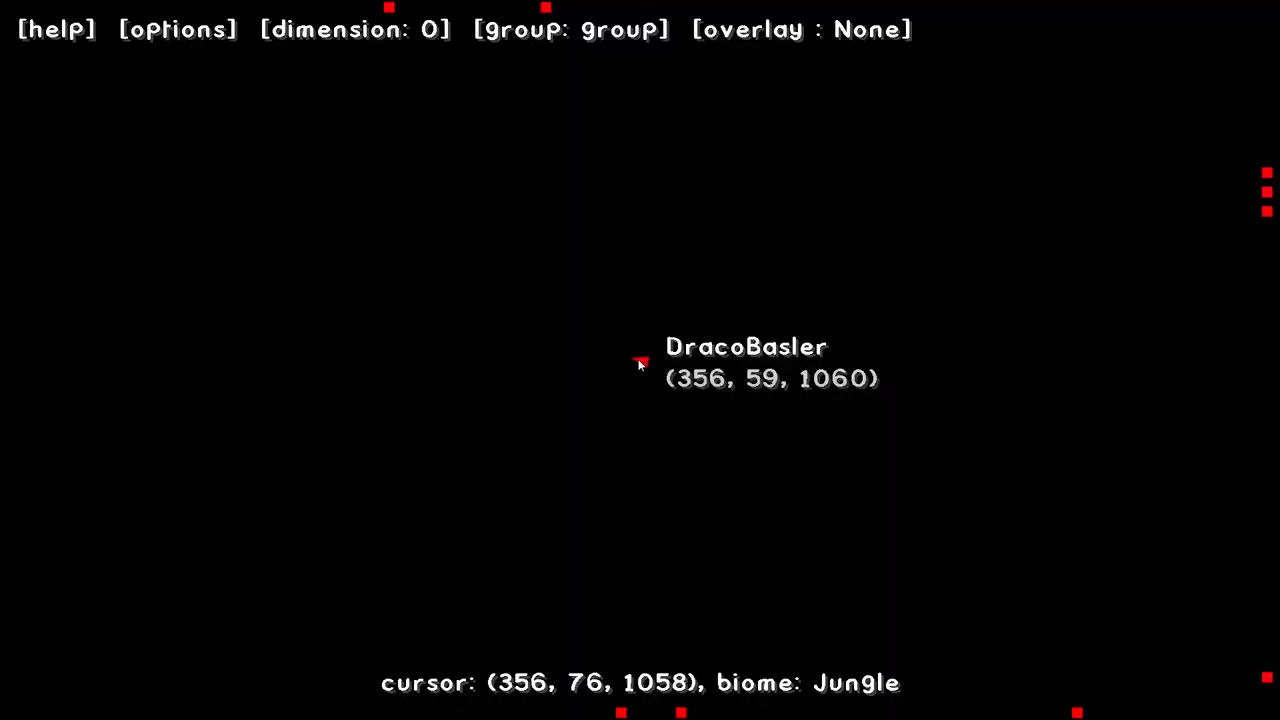 [help] [options] [dimension: 0] [group: group] [overlay : None]
DracoBasler
(356, 59, 1060)
cursor: (356, 76, 1058), biome: Jungle